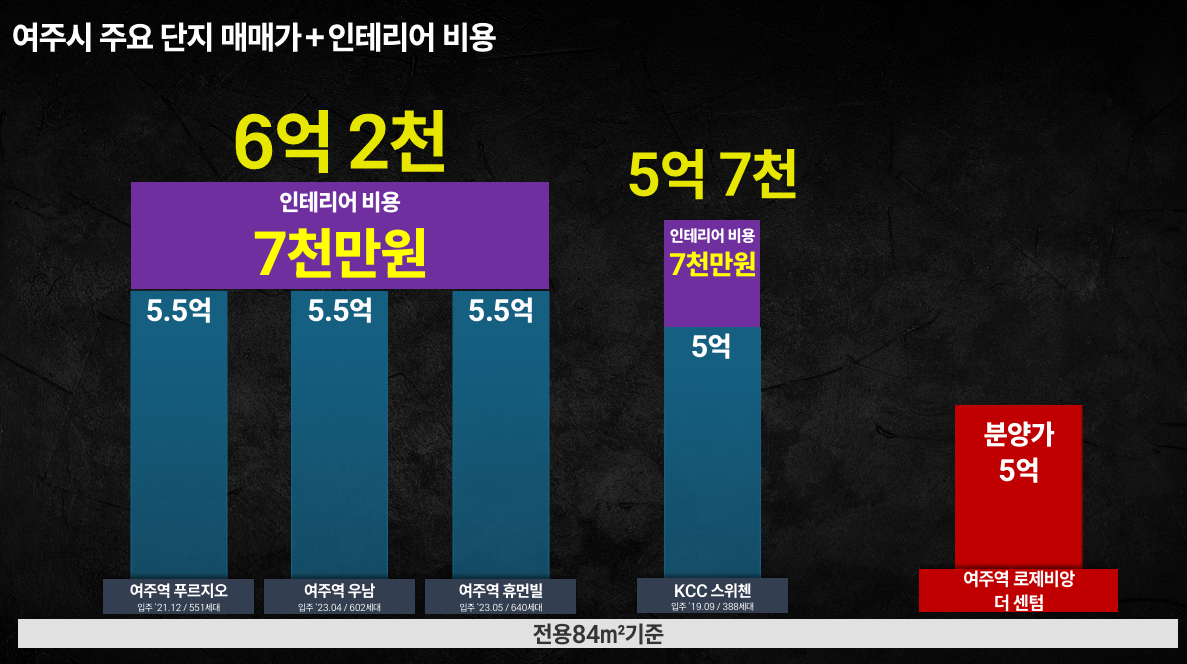 여주시 주요 단지 매매가+인테리어 비용
6억 2천
인테리어 비용
7천만원
5.5억
5.5억
5.5억
5억 7천
인테리어 비용
7천만원
5억
분양가
5억
여주역 푸르지오
입주 '21.12 / 551세대
여주역 우남
입주 '23.04 / 602세대
여주역 휴먼빌
입주 '23.05 / 640세대
KCC 스위첸
입주 '19.09 / 388세대
여주역 로제비앙
더 센텀
전용84㎡기준